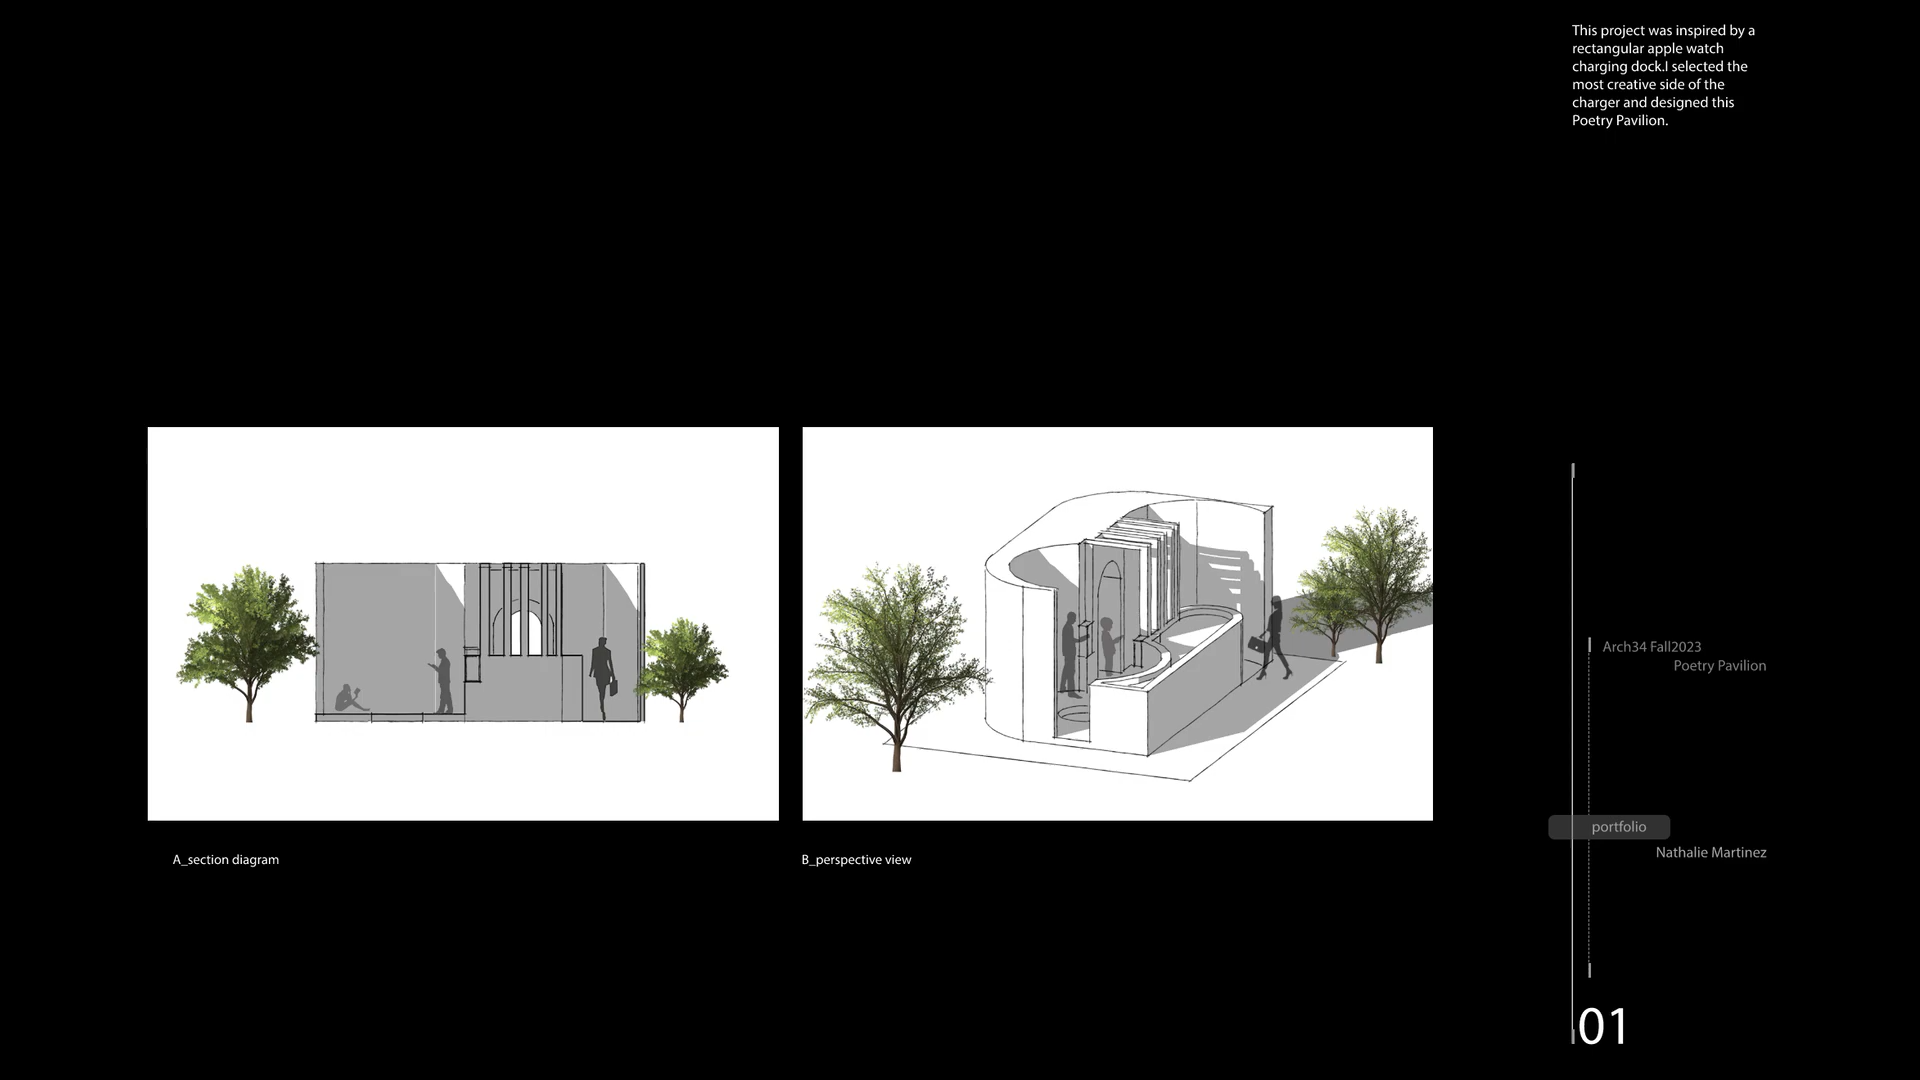 This project was inspired by a
rectangular apple watch
charging dock.I selected the
most creative side of the
charger and designed this
Poetry Pavilion.
A_section diagram
B_perspective view
Arch34 Fall2023
Poetry Pavilion
portfolio
Nathalie Martinez
01